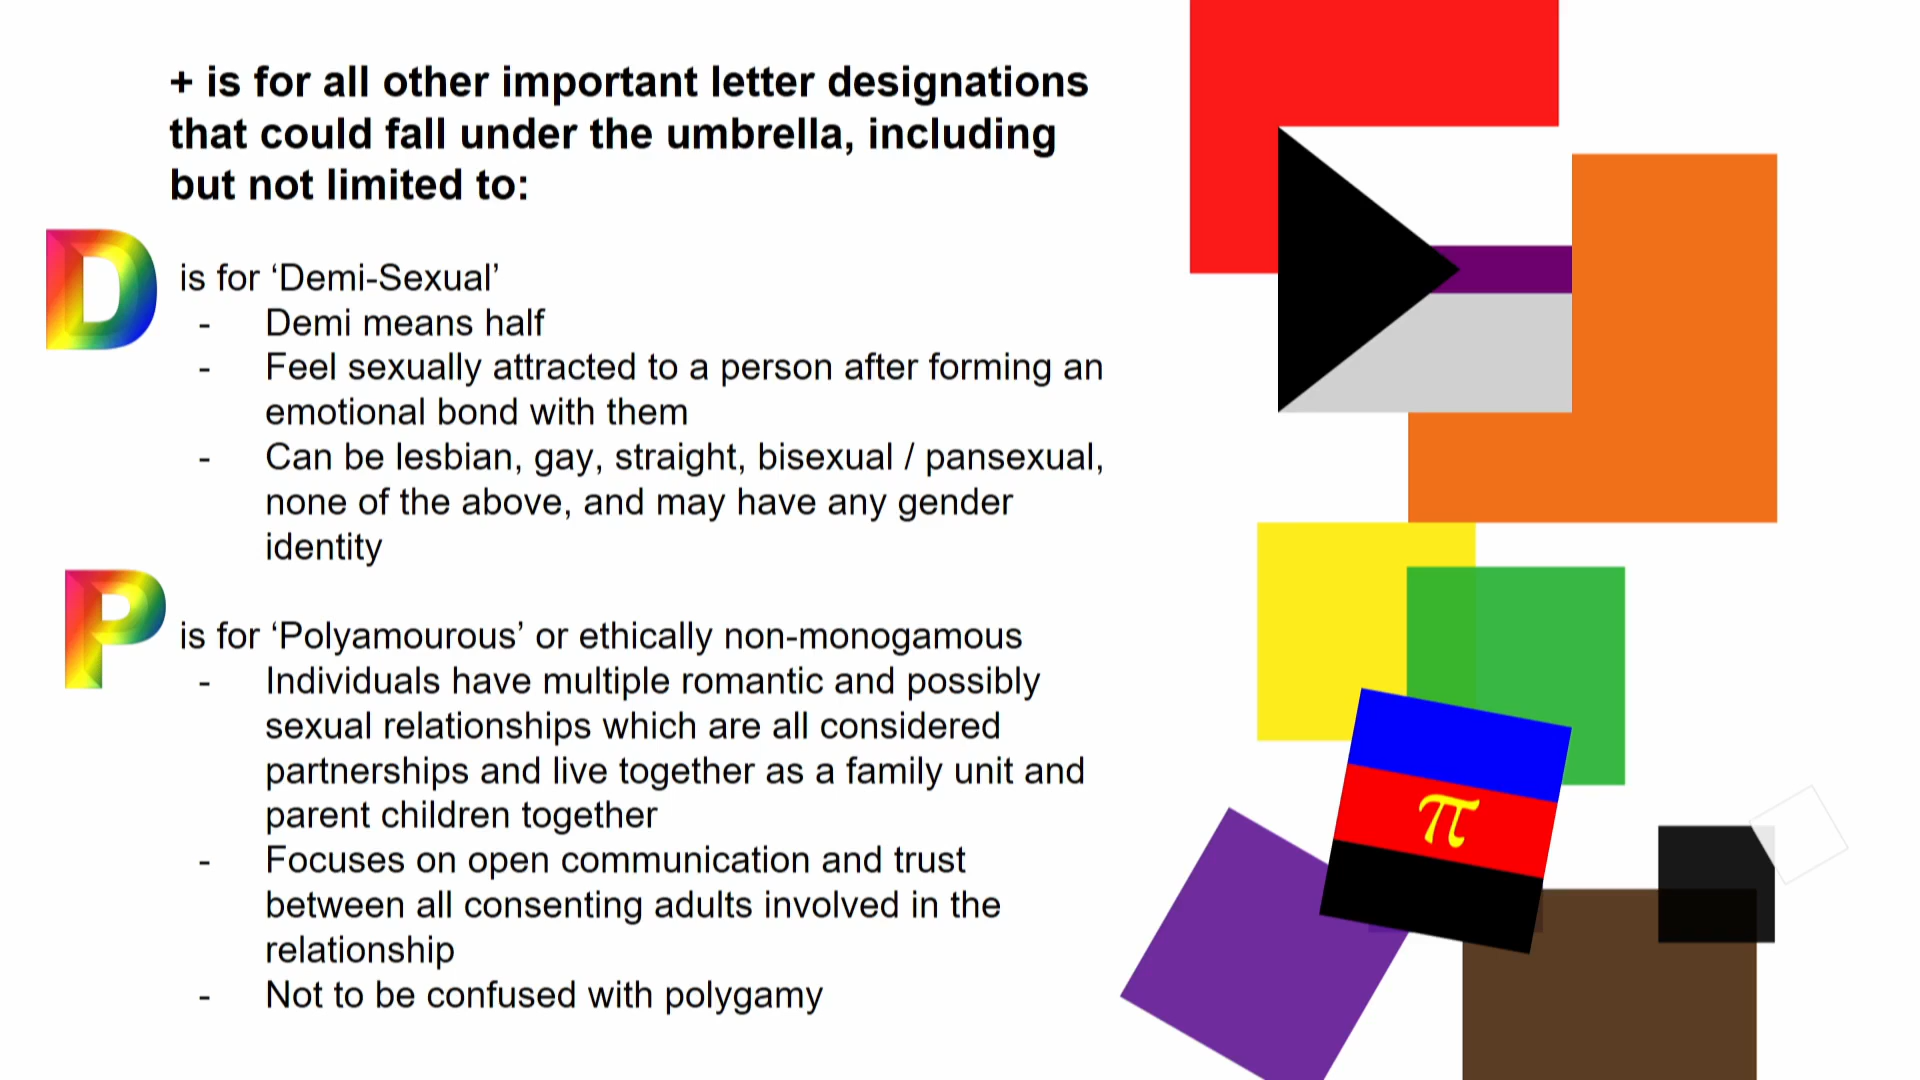 + is for all other important letter designations
that could fall under the umbrella, including
but not limited to:
D is for ‘Demi-Sexual’
- Demi means half
- Feel sexually attracted to a person after forming an
emotional bond with them
- Can be lesbian, gay, straight, bisexual / pansexual,
none of the above, and may have any gender
identity
P is for ‘Polyamourous’ or ethically non-monogamous
- Individuals have multiple romantic and possibly
sexual relationships which are all considered
partnerships and live together as a family unit and
parent children together
- Focuses on open communication and trust
between all consenting adults involved in the
relationship
- Not to be confused with polygamy
π